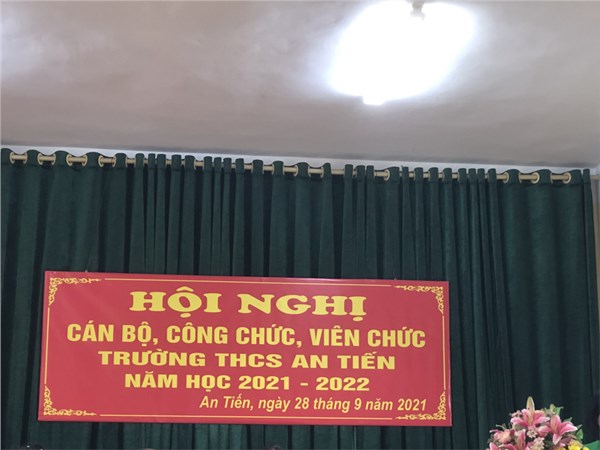 HỘI NGHỊ
CÁN BỘ, CÔNG CHỨC, VIÊN CHỨC
TRƯỜNG THCS AN TIẾN
NĂM HỌC 2021 - 2022
An Tiến, ngày 28 tháng 9 năm 2021